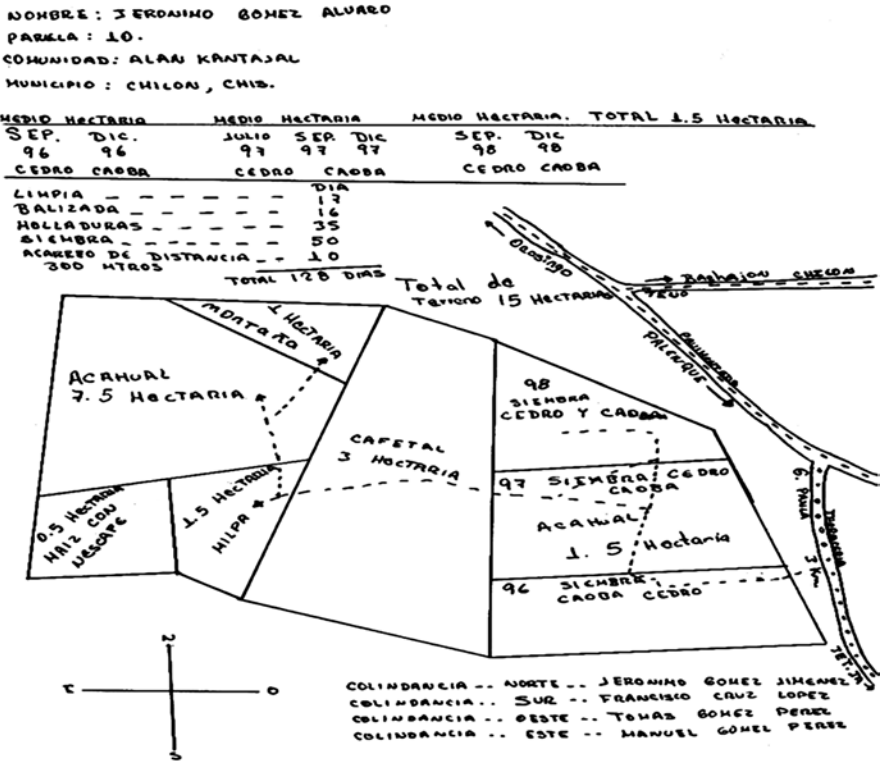 NOMBRE: JERONIMO GOMEZ ALVARO
PARSELA: 10.
COMUNIDAD: ALAN KANTAJAL
MUNICIPIO: CHILON, CHIS.
MEDIO HECTARIA MEDIO HECTARIA MEDIO HECTARIA. TOTAL 1.5 HECTARIA
SEP. DIC. JULIO SEP. DIC SEP. DIC
96 96 97 97 97 98 98
CEDRO CAOBA CEDRO CAOBA CEDRO CAOBA
DIA
LIMPIA 17
BALIZADA 16
HOLLADURAS 35
SIEMBRA 50
ACARREO DE DISTANCIA 10
300 MTROS
TOTAL 128 DIAS
Total de
Terreno 15 HECTARIAS
OCOSINGO
BACHAJON CHILON
PAVIMENTADA
PALENQUE
1 HECTARIA
MONTAÑA
ACAHUAL
7.5 HECTARIA
CAFETAL
3 HECTARIA
98
SIEMBRA
CEDRO Y CAOBA
97 SIEMBRA CEDRO
CAOBA
ACAHUAL
1.5 Hectaria
96 SIEMBRA
CAOBA CEDRO
0.5 HECTARIA
MAIZ CON
NESCAFE
1.5 HECTARIA
MILPA
TERRACERIA
3 Km
N
E O
S
COLINDANCIA .. NORTE .. JERONIMO GOMEZ JIMENEZ
COLINDANCIA .. SUR .. FRANCISCO CRUZ LOPEZ
COLINDANCIA .. OESTE .. TOMAS GOMEZ PEREZ
COLINDANCIA .. ESTE .. MANUEL GOMEZ PEREZ